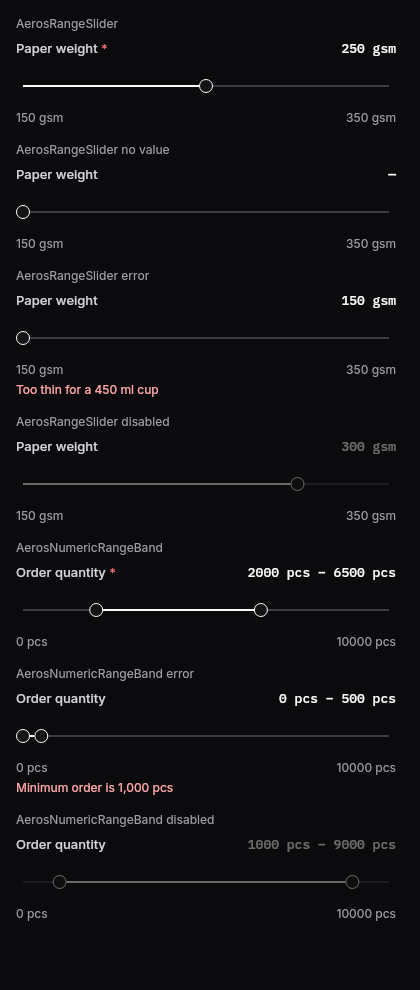 AerosRangeSlider
Paper weight * 250 gsm
150 gsm 350 gsm
AerosRangeSlider no value
Paper weight —
150 gsm 350 gsm
AerosRangeSlider error
Paper weight 150 gsm
150 gsm 350 gsm
Too thin for a 450 ml cup
AerosRangeSlider disabled
Paper weight 300 gsm
150 gsm 350 gsm
AerosNumericRangeBand
Order quantity * 2000 pcs – 6500 pcs
0 pcs 10000 pcs
AerosNumericRangeBand error
Order quantity 0 pcs – 500 pcs
0 pcs 10000 pcs
Minimum order is 1,000 pcs
AerosNumericRangeBand disabled
Order quantity 1000 pcs – 9000 pcs
0 pcs 10000 pcs